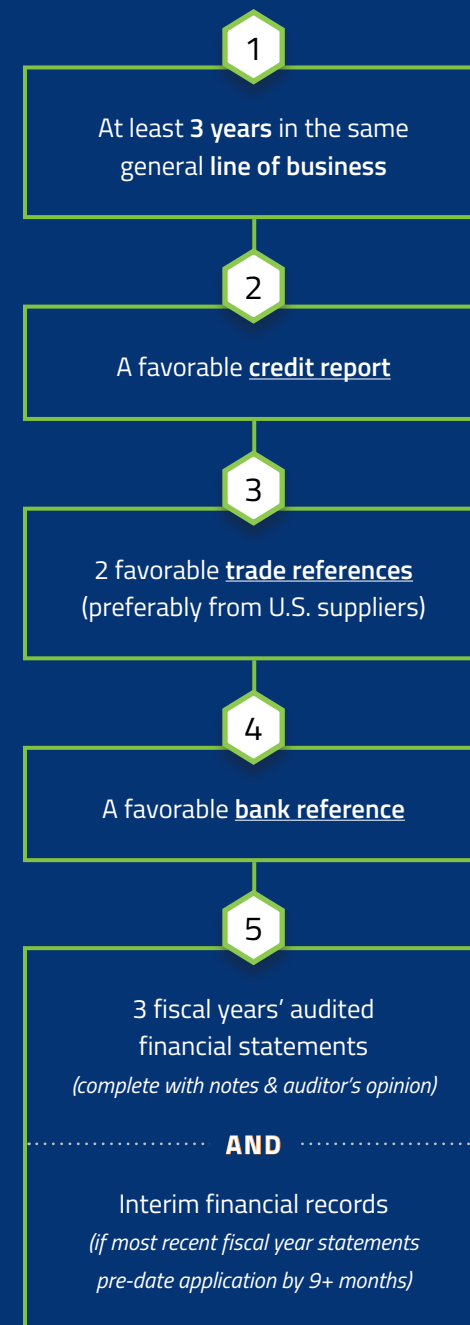 1
At least 3 years in the same
general line of business
2
A favorable credit report
3
2 favorable trade references
(preferably from U.S. suppliers)
4
A favorable bank reference
5
3 fiscal years’ audited
financial statements
(complete with notes & auditor’s opinion)
AND
Interim financial records
(if most recent fiscal year statements
pre-date application by 9+ months)